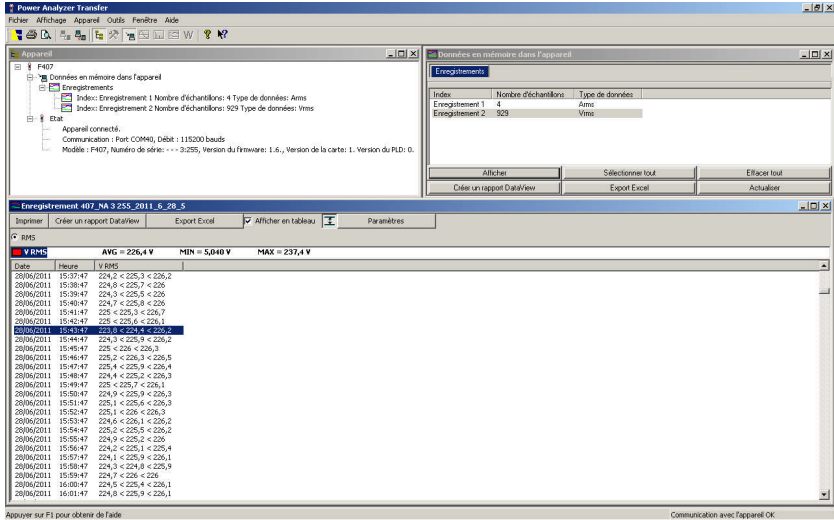 Power Analyzer Transfer
Fichier Affichage Appareil Outils Fenêtre Aide
Appareil
F407
Données en mémoire dans l'appareil
Enregistrements
Index: Enregistrement 1 Nombre d'échantillons: 4 Type de données: Arms
Index: Enregistrement 2 Nombre d'échantillons: 929 Type de données: Vrms
Etat
Appareil connecté.
Communication : Port COM40, Débit : 115200 bauds
Modèle : F407, Numéro de série: - - - 3:255, Version du firmware: 1.6., Version de la carte: 1. Version du PLD: 0.
Données en mémoire dans l'appareil
Enregistrements
Index Nombre d'échantillons Type de données
Enregistrement 1 4 Arms
Enregistrement 2 929 Vrms
Afficher Sélectionner tout Effacer tout
Créer un rapport DataView Export Excel Actualiser
Enregistrement 407_NA 3 255_2011_6_28_5
Imprimer Créer un rapport DataView Export Excel Afficher en tableau Paramètres
RMS
V RMS AVG = 226,4 V MIN = 5,040 V MAX = 237,4 V
Date Heure V RMS
28/06/2011 15:37:47 224,2 < 225,3 < 226,2
28/06/2011 15:38:47 224,8 < 225,7 < 226
28/06/2011 15:39:47 224,3 < 225,5 < 226
28/06/2011 15:40:47 224,7 < 225,8 < 226
28/06/2011 15:41:47 225 < 225,3 < 226,7
28/06/2011 15:42:47 225 < 225,6 < 226,1
28/06/2011 15:43:47 223,8 < 224,4 < 226,2
28/06/2011 15:44:47 224,3 < 225,9 < 226,2
28/06/2011 15:45:47 225 < 226 < 226,3
28/06/2011 15:46:47 225,2 < 226,3 < 226,5
28/06/2011 15:47:47 225,4 < 225,9 < 226,4
28/06/2011 15:48:47 224,4 < 225,2 < 226,3
28/06/2011 15:49:47 225 < 225,7 < 226,1
28/06/2011 15:50:47 224,9 < 225,9 < 226,3
28/06/2011 15:51:47 225,1 < 225,6 < 226,3
28/06/2011 15:52:47 225,1 < 226 < 226,3
28/06/2011 15:53:47 224,6 < 226,1 < 226,2
28/06/2011 15:54:47 225,2 < 225,5 < 226,2
28/06/2011 15:55:47 224,9 < 225,2 < 226
28/06/2011 15:56:47 224,2 < 225,1 < 225,4
28/06/2011 15:57:47 224,1 < 225,9 < 226,1
28/06/2011 15:58:47 224,3 < 224,8 < 225,9
28/06/2011 15:59:47 224,7 < 226 < 226
28/06/2011 16:00:47 224,5 < 225,4 < 226,1
28/06/2011 16:01:47 224,8 < 225,9 < 226,1
Appuyer sur F1 pour obtenir de l'aide Communication avec l'appareil OK